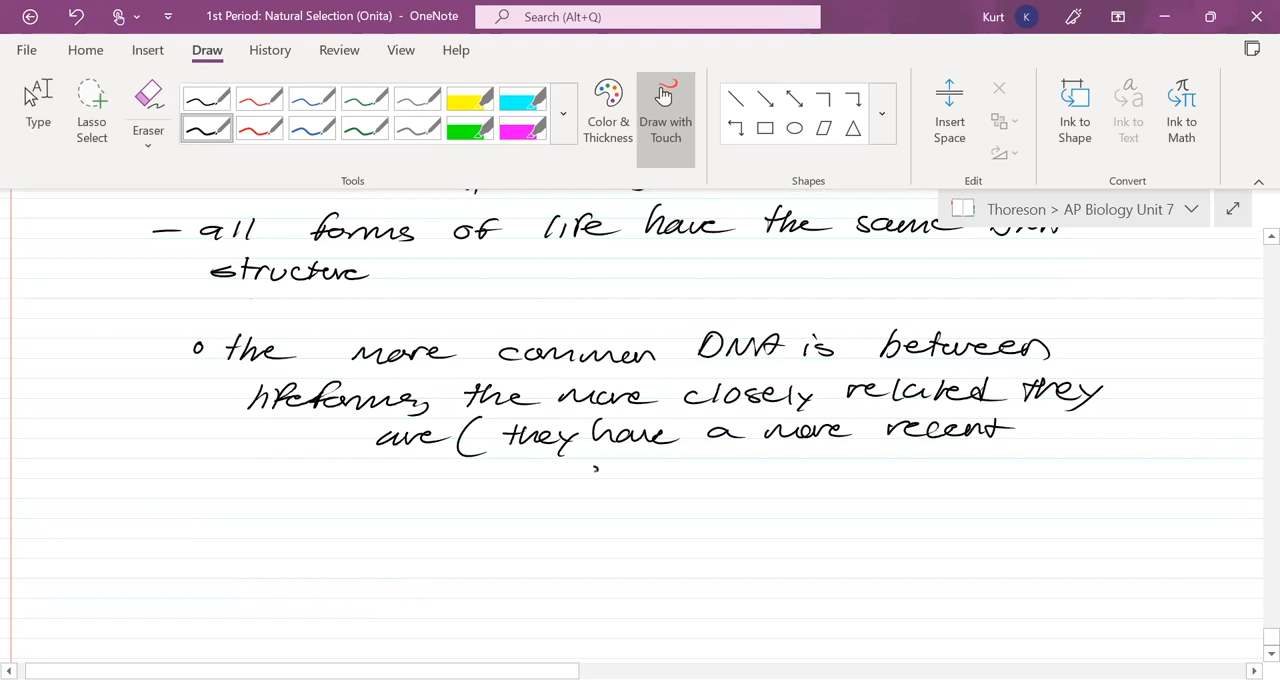 1st Period: Natural Selection (Onita) - OneNote
Search (Alt+Q)
Kurt K
File Home Insert Draw History Review View Help
Type
Lasso Select
Eraser
Color & Thickness
Draw with Touch
Insert Space
Ink to Shape
Ink to Text
Ink to Math
Tools Shapes Edit Convert
Thoreson > AP Biology Unit 7
- all forms of life have the same DNA
structure
the more common DNA is between
lifeforms, the more closely related they
are ( they have a more recent